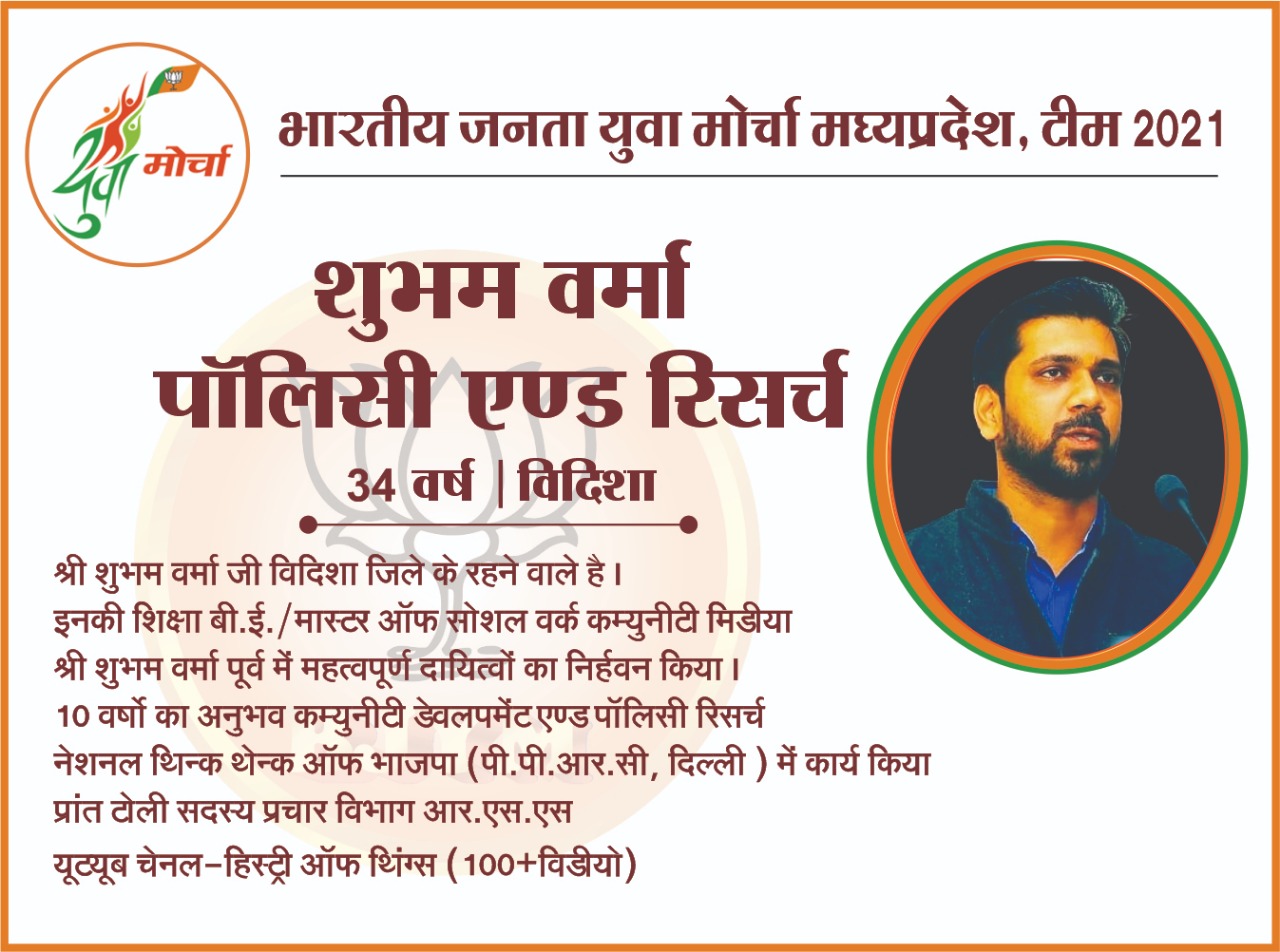 युवा मोर्चा
भारतीय जनता युवा मोर्चा मध्यप्रदेश, टीम 2021
शुभम वर्मा
पॉलिसी एण्ड रिसर्च
34 वर्ष | विदिशा
श्री शुभम वर्मा जी विदिशा जिले के रहने वाले है।
इनकी शिक्षा बी.ई./मास्टर ऑफ सोशल वर्क कम्युनीटी मिडीया
श्री शुभम वर्मा पूर्व में महत्वपूर्ण दायित्वों का निर्हवन किया।
10 वर्षो का अनुभव कम्युनीटी डेवलपमेंट एण्ड पॉलिसी रिसर्च
नेशनल थिन्क थेन्क ऑफ भाजपा (पी.पी.आर.सी, दिल्ली ) में कार्य किया
प्रांत टोली सदस्य प्रचार विभाग आर.एस.एस
यूट्यूब चेनल-हिस्ट्री ऑफ थिंग्स (100+विडीयो)